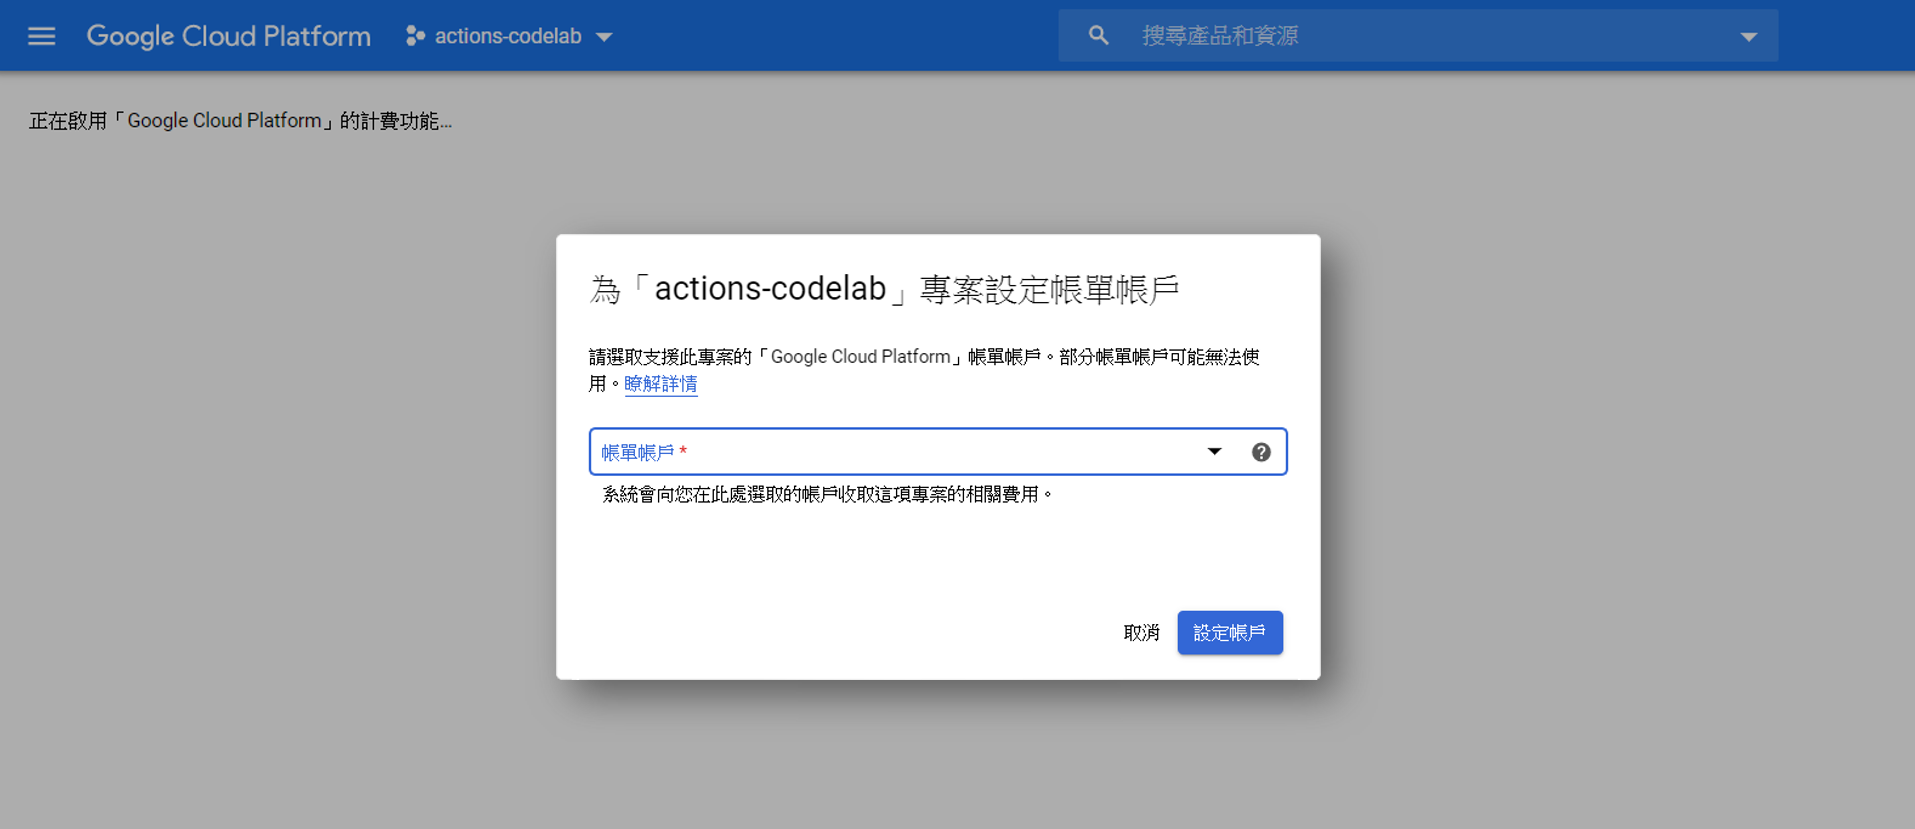 Google Cloud Platform
actions-codelab
搜尋產品和資源
正在啟用「Google Cloud Platform」的計費功能...
為「actions-codelab」專案設定帳單帳戶
請選取支援此專案的「Google Cloud Platform」帳單帳戶。部分帳單帳戶可能無法使
用。瞭解詳情
帳單帳戶 *
系統會向您在此處選取的帳戶收取這項專案的相關費用。
取消
設定帳戶